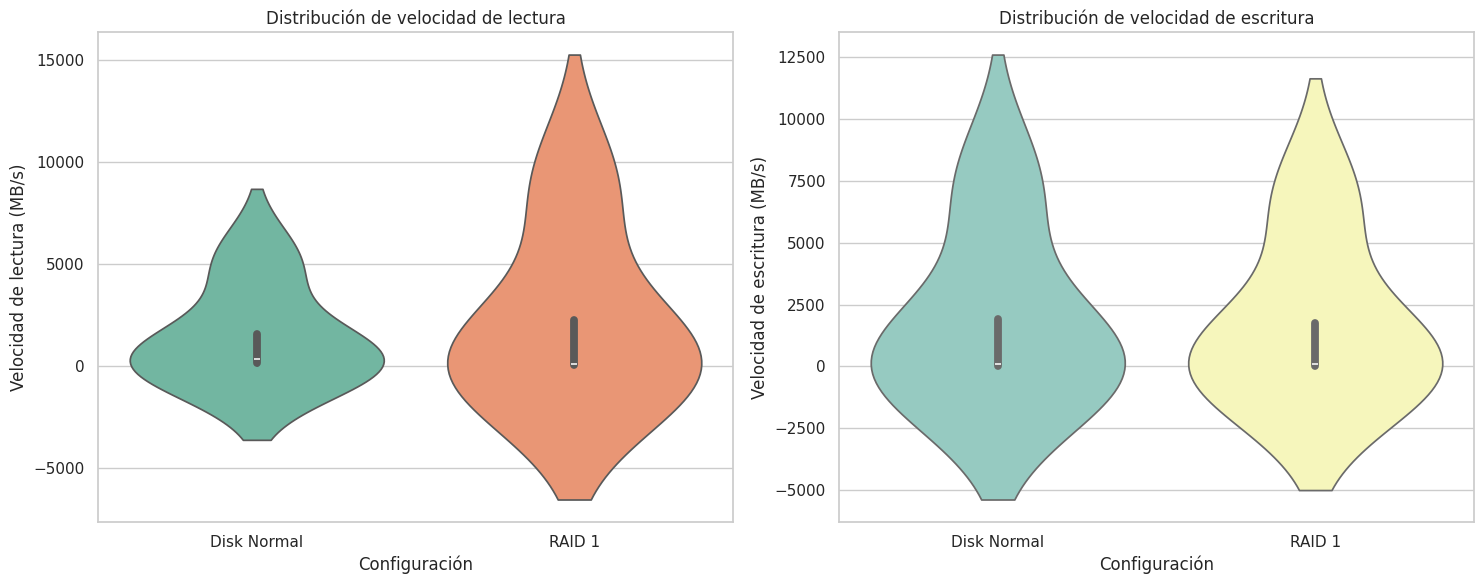 Distribución de velocidad de lectura
Velocidad de lectura (MB/s)
15000
10000
5000
0
−5000
Disk Normal
RAID 1
Configuración
Distribución de velocidad de escritura
Velocidad de escritura (MB/s)
12500
10000
7500
5000
2500
0
−2500
−5000
Disk Normal
RAID 1
Configuración